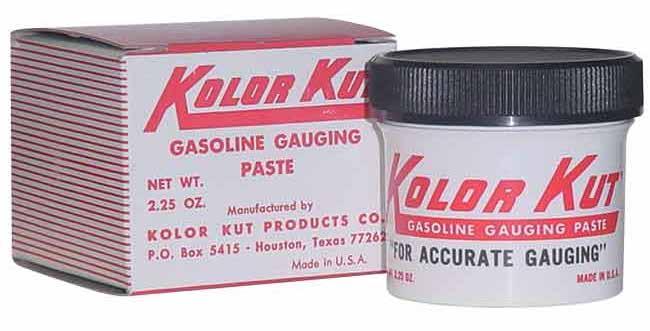 KOLOR KUT
GASOLINE GAUGING
PASTE
NET WT.
2.25 OZ.
Manufactured by
KOLOR KUT PRODUCTS CO.
P.O. Box 5415 - Houston, Texas 77262
Made in U.S.A.
KOLOR KUT
GASOLINE GAUGING PASTE
"FOR ACCURATE GAUGING"
2.25 OZ.
MADE IN U.S.A.